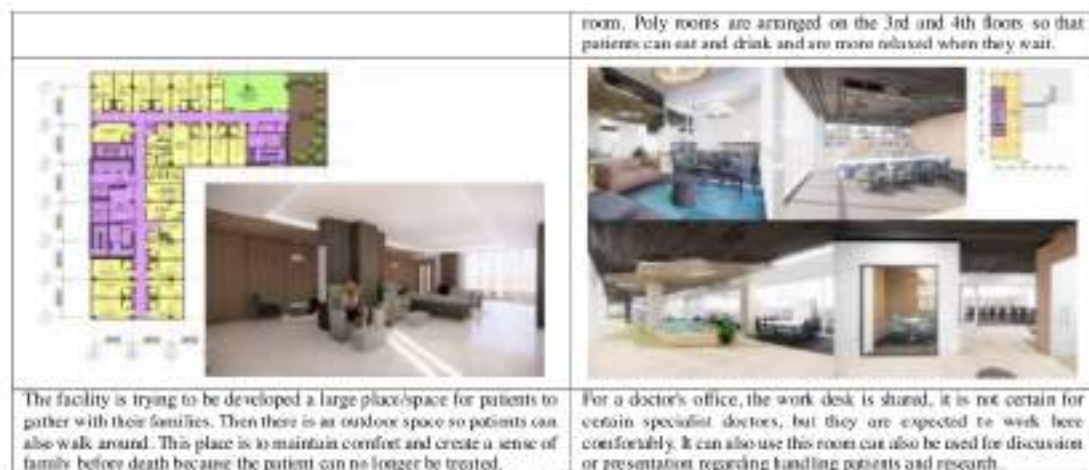 room. Poly rooms are arranged on the 3rd and 4th floors so that
patients can eat and drink and are more relaxed when they wait.
The facility is trying to be developed a large place/space for patients to
gather with their families. Then there is an outdoor space so patients can
also walk around. This place is to maintain comfort and create a sense of
family before death because the patient can no longer be treated.
For a doctor's office, the work desk is shared, it is not certain for
certain specialist doctors, but they are expected to work here
comfortably. It can also use this room can also be used for discussion
or presentation regarding handling patients and research